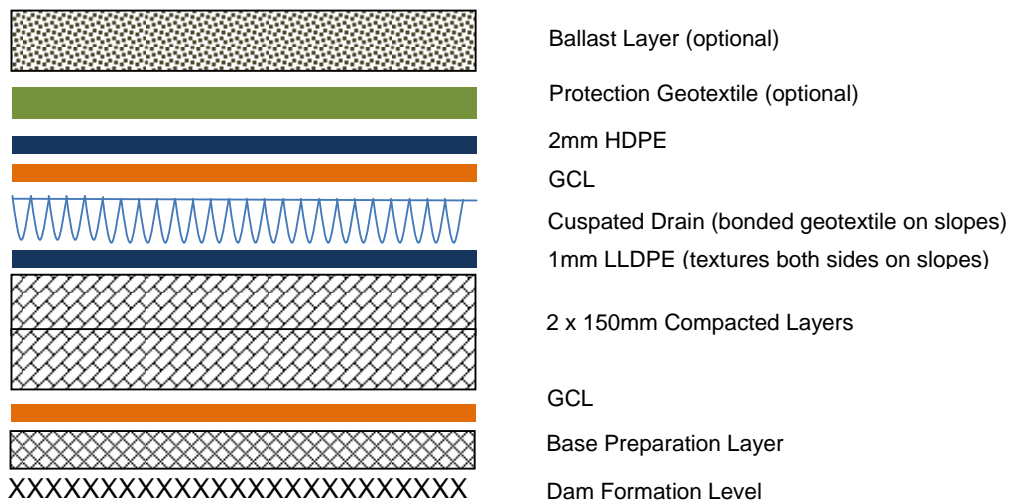 Ballast Layer (optional)
Protection Geotextile (optional)
2mm HDPE
GCL
Cuspated Drain (bonded geotextile on slopes)
1mm LLDPE (textures both sides on slopes)
2 x 150mm Compacted Layers
GCL
Base Preparation Layer
XXXXXXXXXXXXXXXXXXXXXXXXX Dam Formation Level